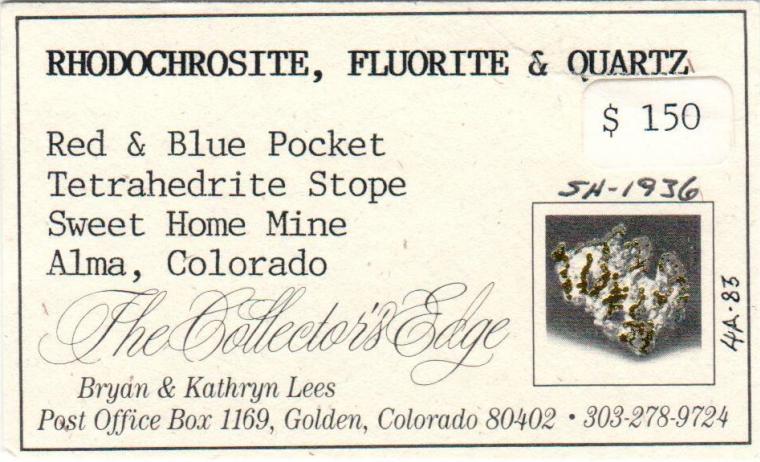 RHODOCHROSITE, FLUORITE & QUARTZ
$ 150
Red & Blue Pocket
Tetrahedrite Stope
Sweet Home Mine
Alma, Colorado
SH-1936
4A-83
The Collector's Edge
Bryan & Kathryn Lees
Post Office Box 1169, Golden, Colorado 80402 • 303-278-9724